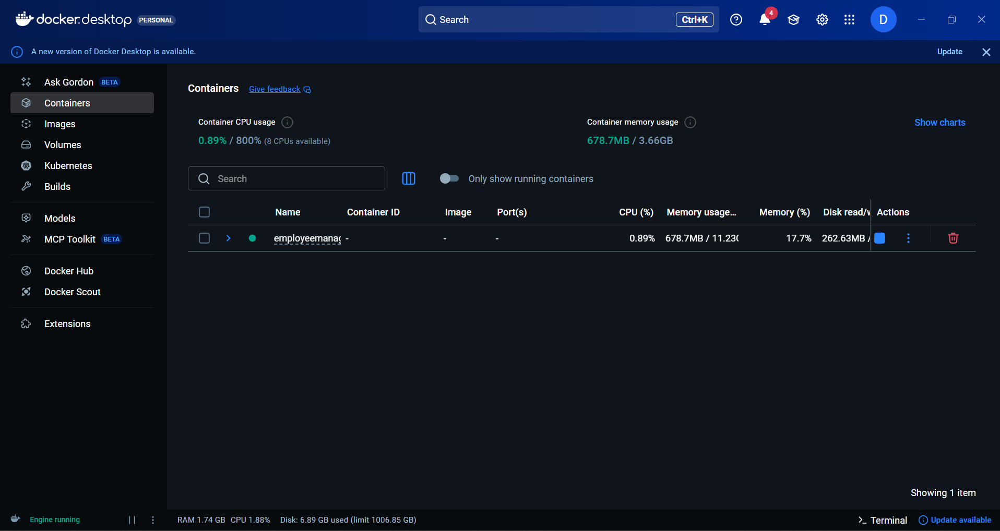 docker.desktop PERSONAL
Search Ctrl+K
4
D
A new version of Docker Desktop is available.
Update
Ask Gordon BETA
Containers
Images
Volumes
Kubernetes
Builds
Models
MCP Toolkit BETA
Docker Hub
Docker Scout
Extensions
Containers Give feedback
Container CPU usage
0.89% / 800% (8 CPUs available)
Container memory usage
678.7MB / 3.66GB
Show charts
Search
Only show running containers
Name Container ID Image Port(s) CPU (%) Memory usage... Memory (%) Disk read/w Actions
employeemanag - - - 0.89% 678.7MB / 11.23G 17.7% 262.63MB /
Showing 1 item
Engine running
RAM 1.74 GB CPU 1.88% Disk: 6.89 GB used (limit 1006.85 GB)
Terminal
Update available